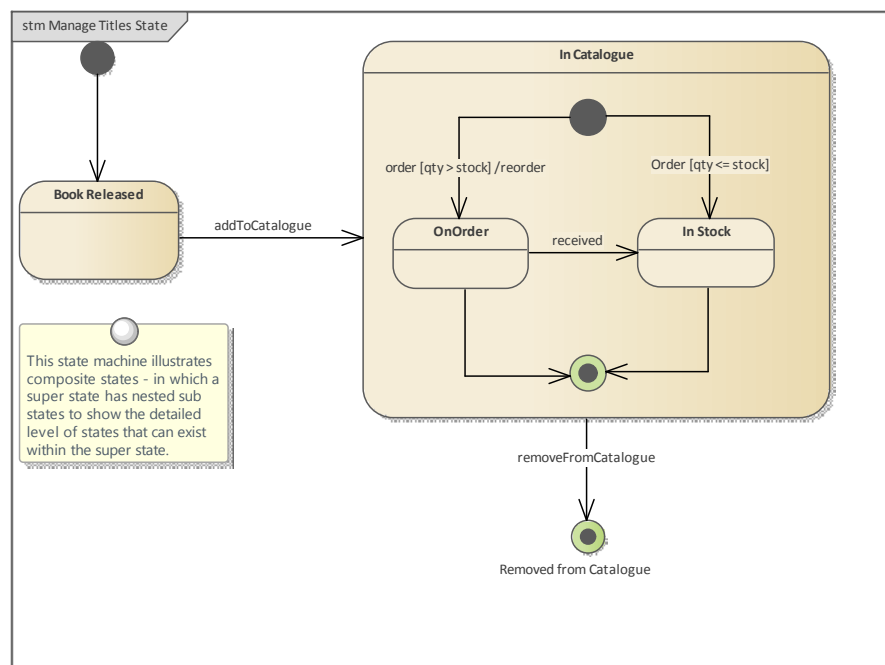 stm Manage Titles State
In Catalogue
order [qty > stock] /reorder
Order [qty <= stock]
Book Released
addToCatalogue
OnOrder
received
In Stock
This state machine illustrates
composite states - in which a
super state has nested sub
states to show the detailed
level of states that can exist
within the super state.
removeFromCatalogue
Removed from Catalogue